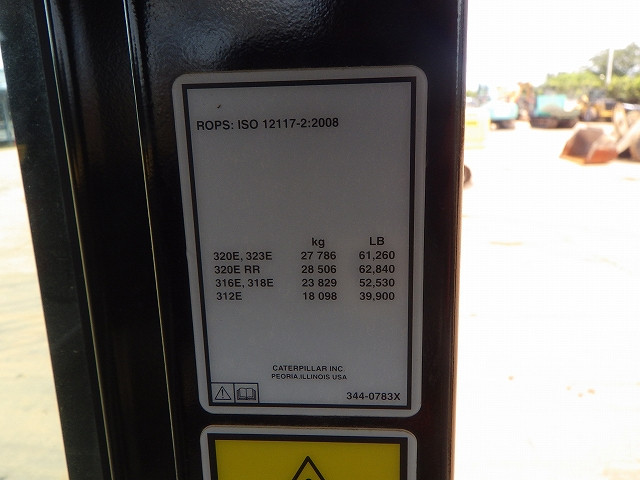 ROPS: ISO 12117-2:2008
kg LB
320E, 323E 27 786 61,260
320E RR 28 506 62,840
316E, 318E 23 829 52,530
312E 18 098 39,900
CATERPILLAR INC.
PEORIA, ILLINOIS USA
344-0783X